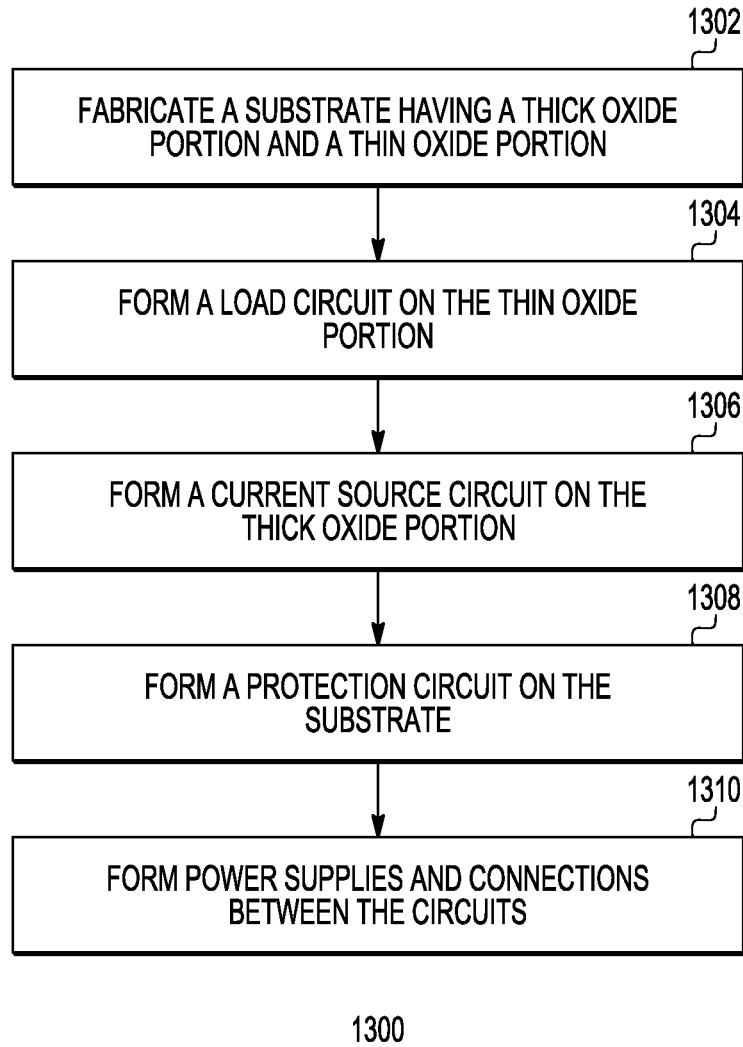 1302
FABRICATE A SUBSTRATE HAVING A THICK OXIDE
PORTION AND A THIN OXIDE PORTION
1304
FORM A LOAD CIRCUIT ON THE THIN OXIDE
PORTION
1306
FORM A CURRENT SOURCE CIRCUIT ON THE
THICK OXIDE PORTION
1308
FORM A PROTECTION CIRCUIT ON THE
SUBSTRATE
1310
FORM POWER SUPPLIES AND CONNECTIONS
BETWEEN THE CIRCUITS
1300